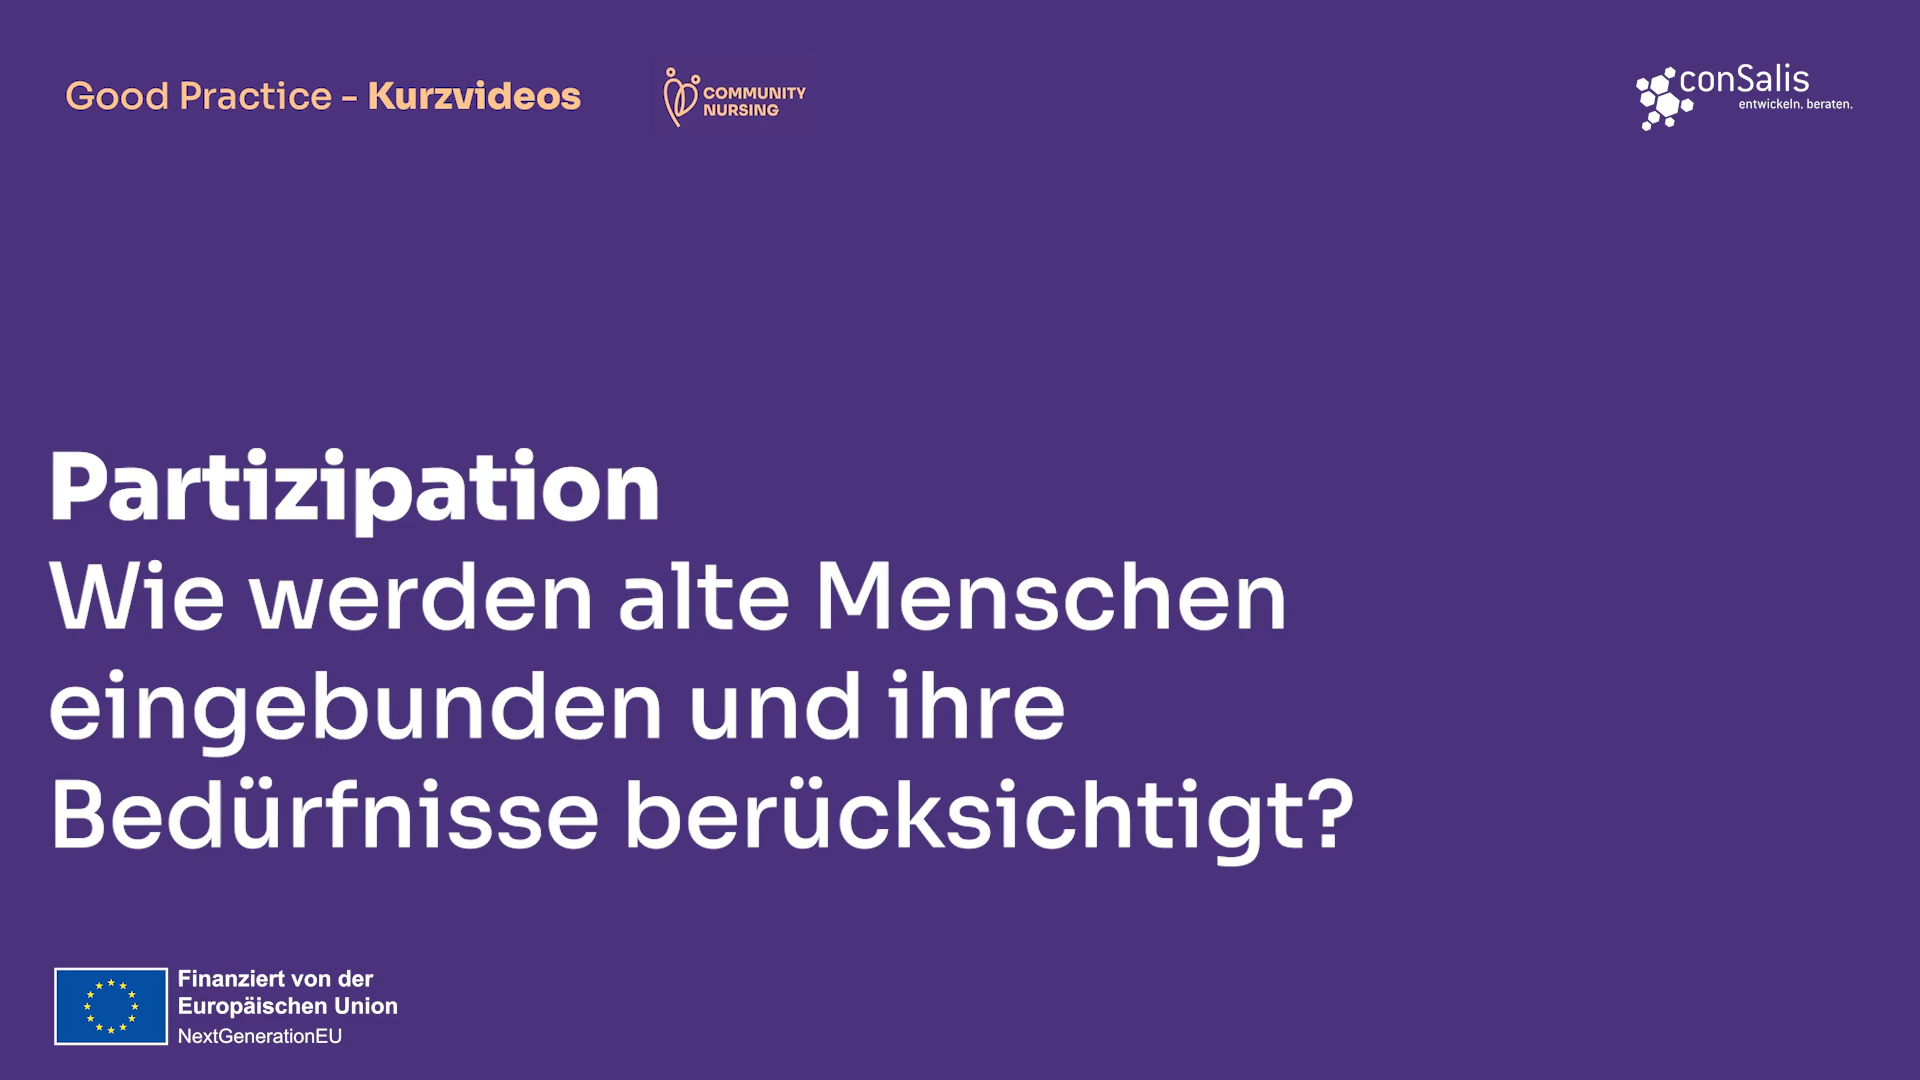 Good Practice - Kurzvideos
COMMUNITY
NURSING
conSalis
entwickeln. beraten.
Partizipation
Wie werden alte Menschen
eingebunden und ihre
Bedürfnisse berücksichtigt?
Finanziert von der
Europäischen Union
NextGenerationEU